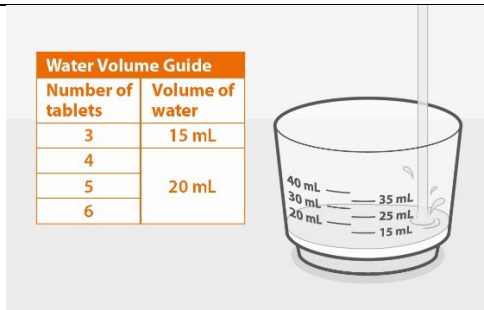 Water Volume Guide
Number of tablets Volume of water
3 15 mL
4
5 20 mL
6
40 mL
35 mL
30 mL
25 mL
20 mL
15 mL